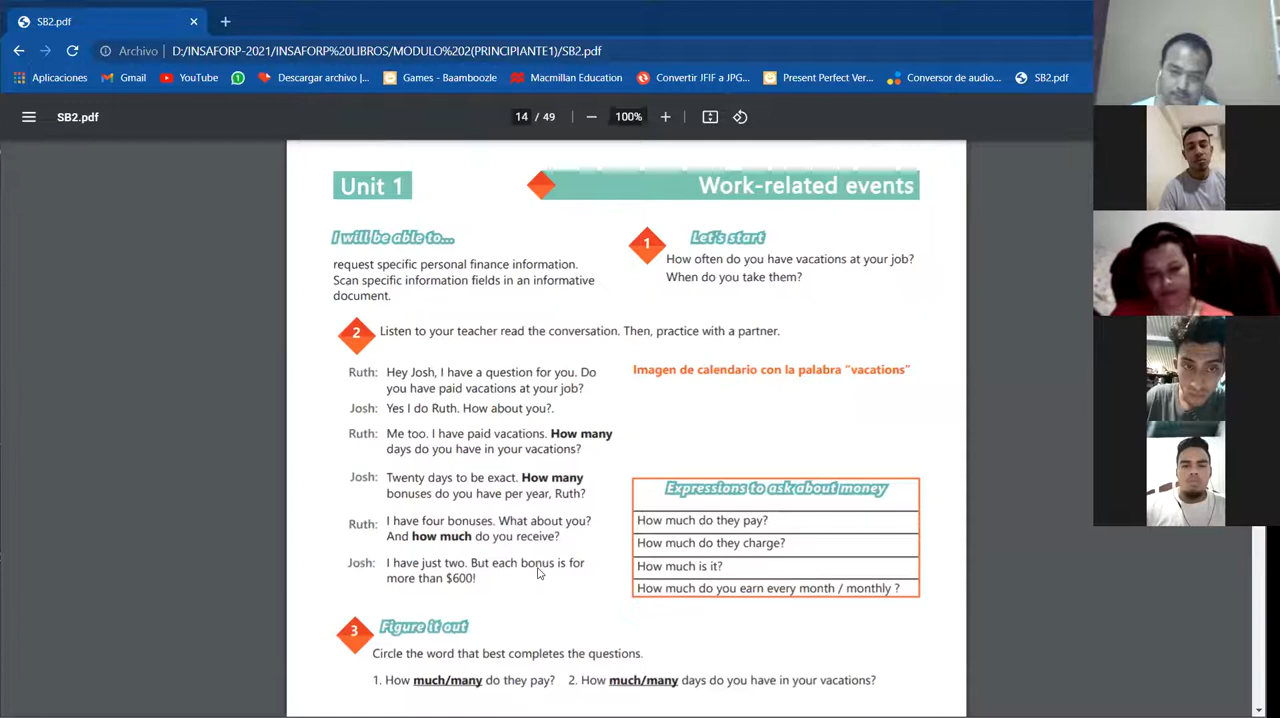 SB2.pdf
Archivo D:/INSAFORP-2021/INSAFORP%20LIBROS/MODULO%202(PRINCIPIANTE1)/SB2.pdf
Aplicaciones Gmail YouTube Descargar archivo |... Games - Baamboozle Macmillan Education Convertir JFIF a JPG... Present Perfect Ver... Conversor de audio... SB2.pdf
SB2.pdf 14 / 49 100%
Unit 1 Work-related events
I will be able to...
request specific personal finance information.
Scan specific information fields in an informative
document.
1 Let's start
How often do you have vacations at your job?
When do you take them?
2 Listen to your teacher read the conversation. Then, practice with a partner.
Ruth: Hey Josh, I have a question for you. Do
you have paid vacations at your job?
Josh: Yes I do Ruth. How about you?.
Ruth: Me too. I have paid vacations. How many
days do you have in your vacations?
Josh: Twenty days to be exact. How many
bonuses do you have per year, Ruth?
Ruth: I have four bonuses. What about you?
And how much do you receive?
Josh: I have just two. But each bonus is for
more than $600!
Imagen de calendario con la palabra "vacations"
Expressions to ask about money
How much do they pay?
How much do they charge?
How much is it?
How much do you earn every month / monthly ?
3 Figure it out
Circle the word that best completes the questions.
1. How much/many do they pay? 2. How much/many days do you have in your vacations?